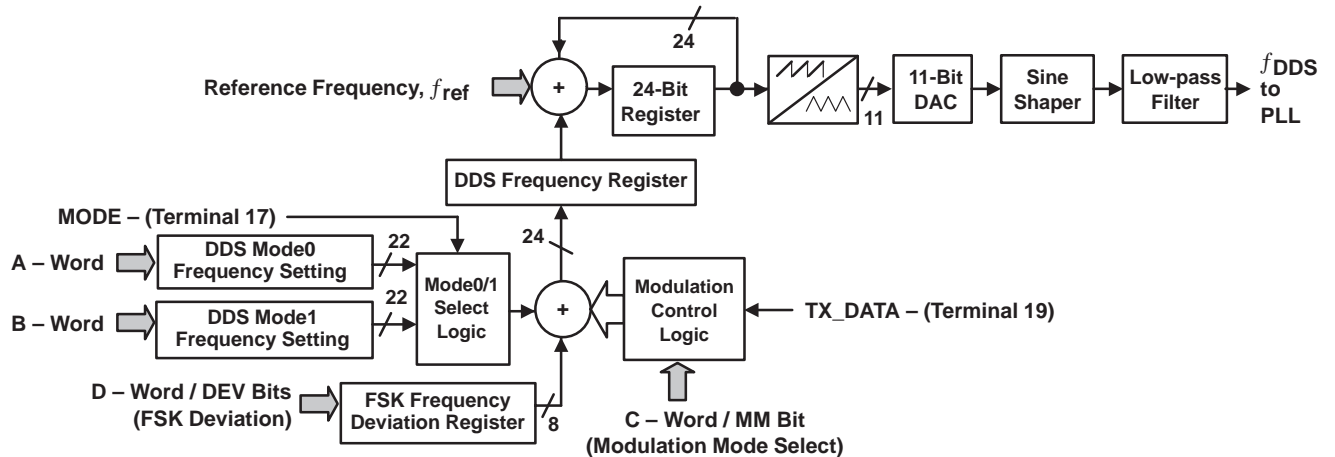 24
Reference Frequency, fref
+
24-Bit
Register
11
11-Bit
DAC
Sine
Shaper
Low-pass
Filter
fDDS
to
PLL
DDS Frequency Register
MODE – (Terminal 17)
24
A – Word
DDS Mode0
Frequency Setting
22
B – Word
DDS Mode1
Frequency Setting
22
Mode0/1
Select
Logic
+
Modulation
Control
Logic
TX_DATA – (Terminal 19)
D – Word / DEV Bits
(FSK Deviation)
FSK Frequency
Deviation Register
8
C – Word / MM Bit
(Modulation Mode Select)